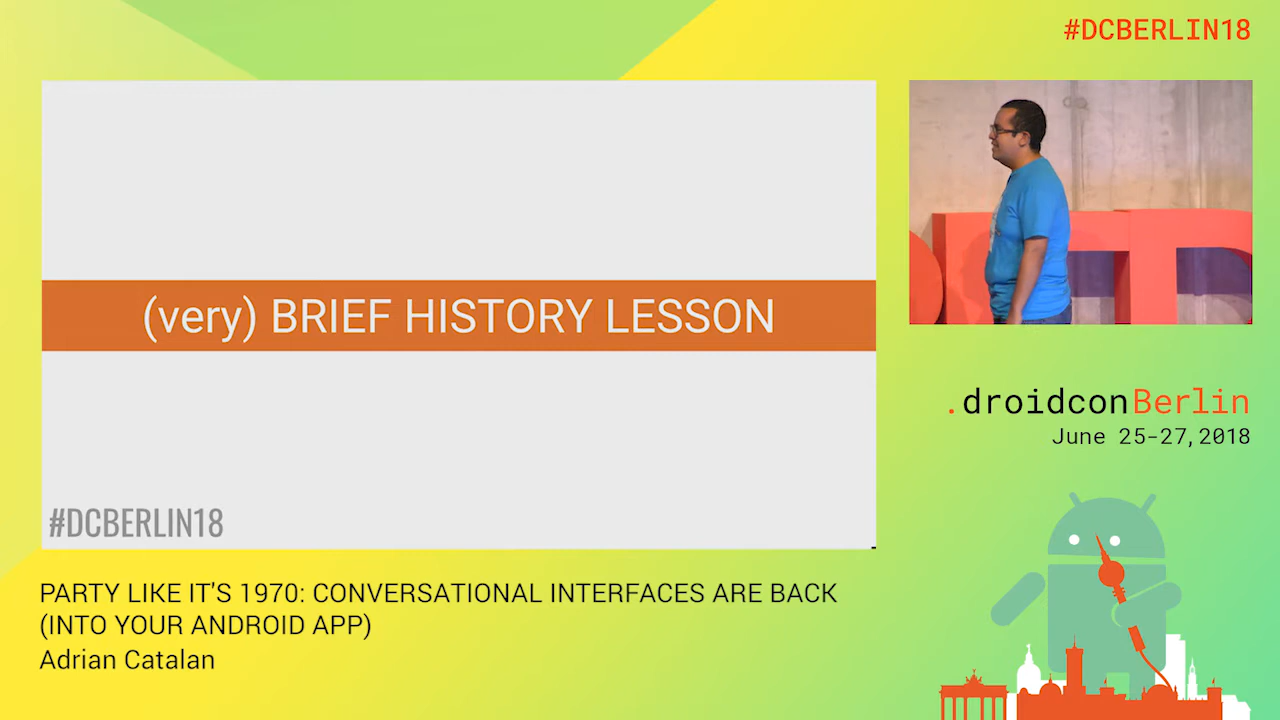 #DCBERLIN18
(very) BRIEF HISTORY LESSON
#DCBERLIN18
.droidconBerlin
June 25-27, 2018
PARTY LIKE IT'S 1970: CONVERSATIONAL INTERFACES ARE BACK
(INTO YOUR ANDROID APP)
Adrian Catalan